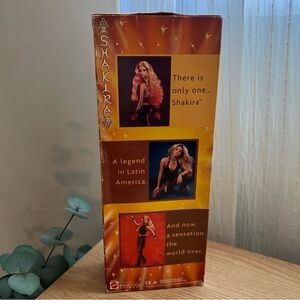 SHAKIRA
There is
only one...
Shakira™.
A legend
in Latin
America
And now,
a sensation
the
world over.